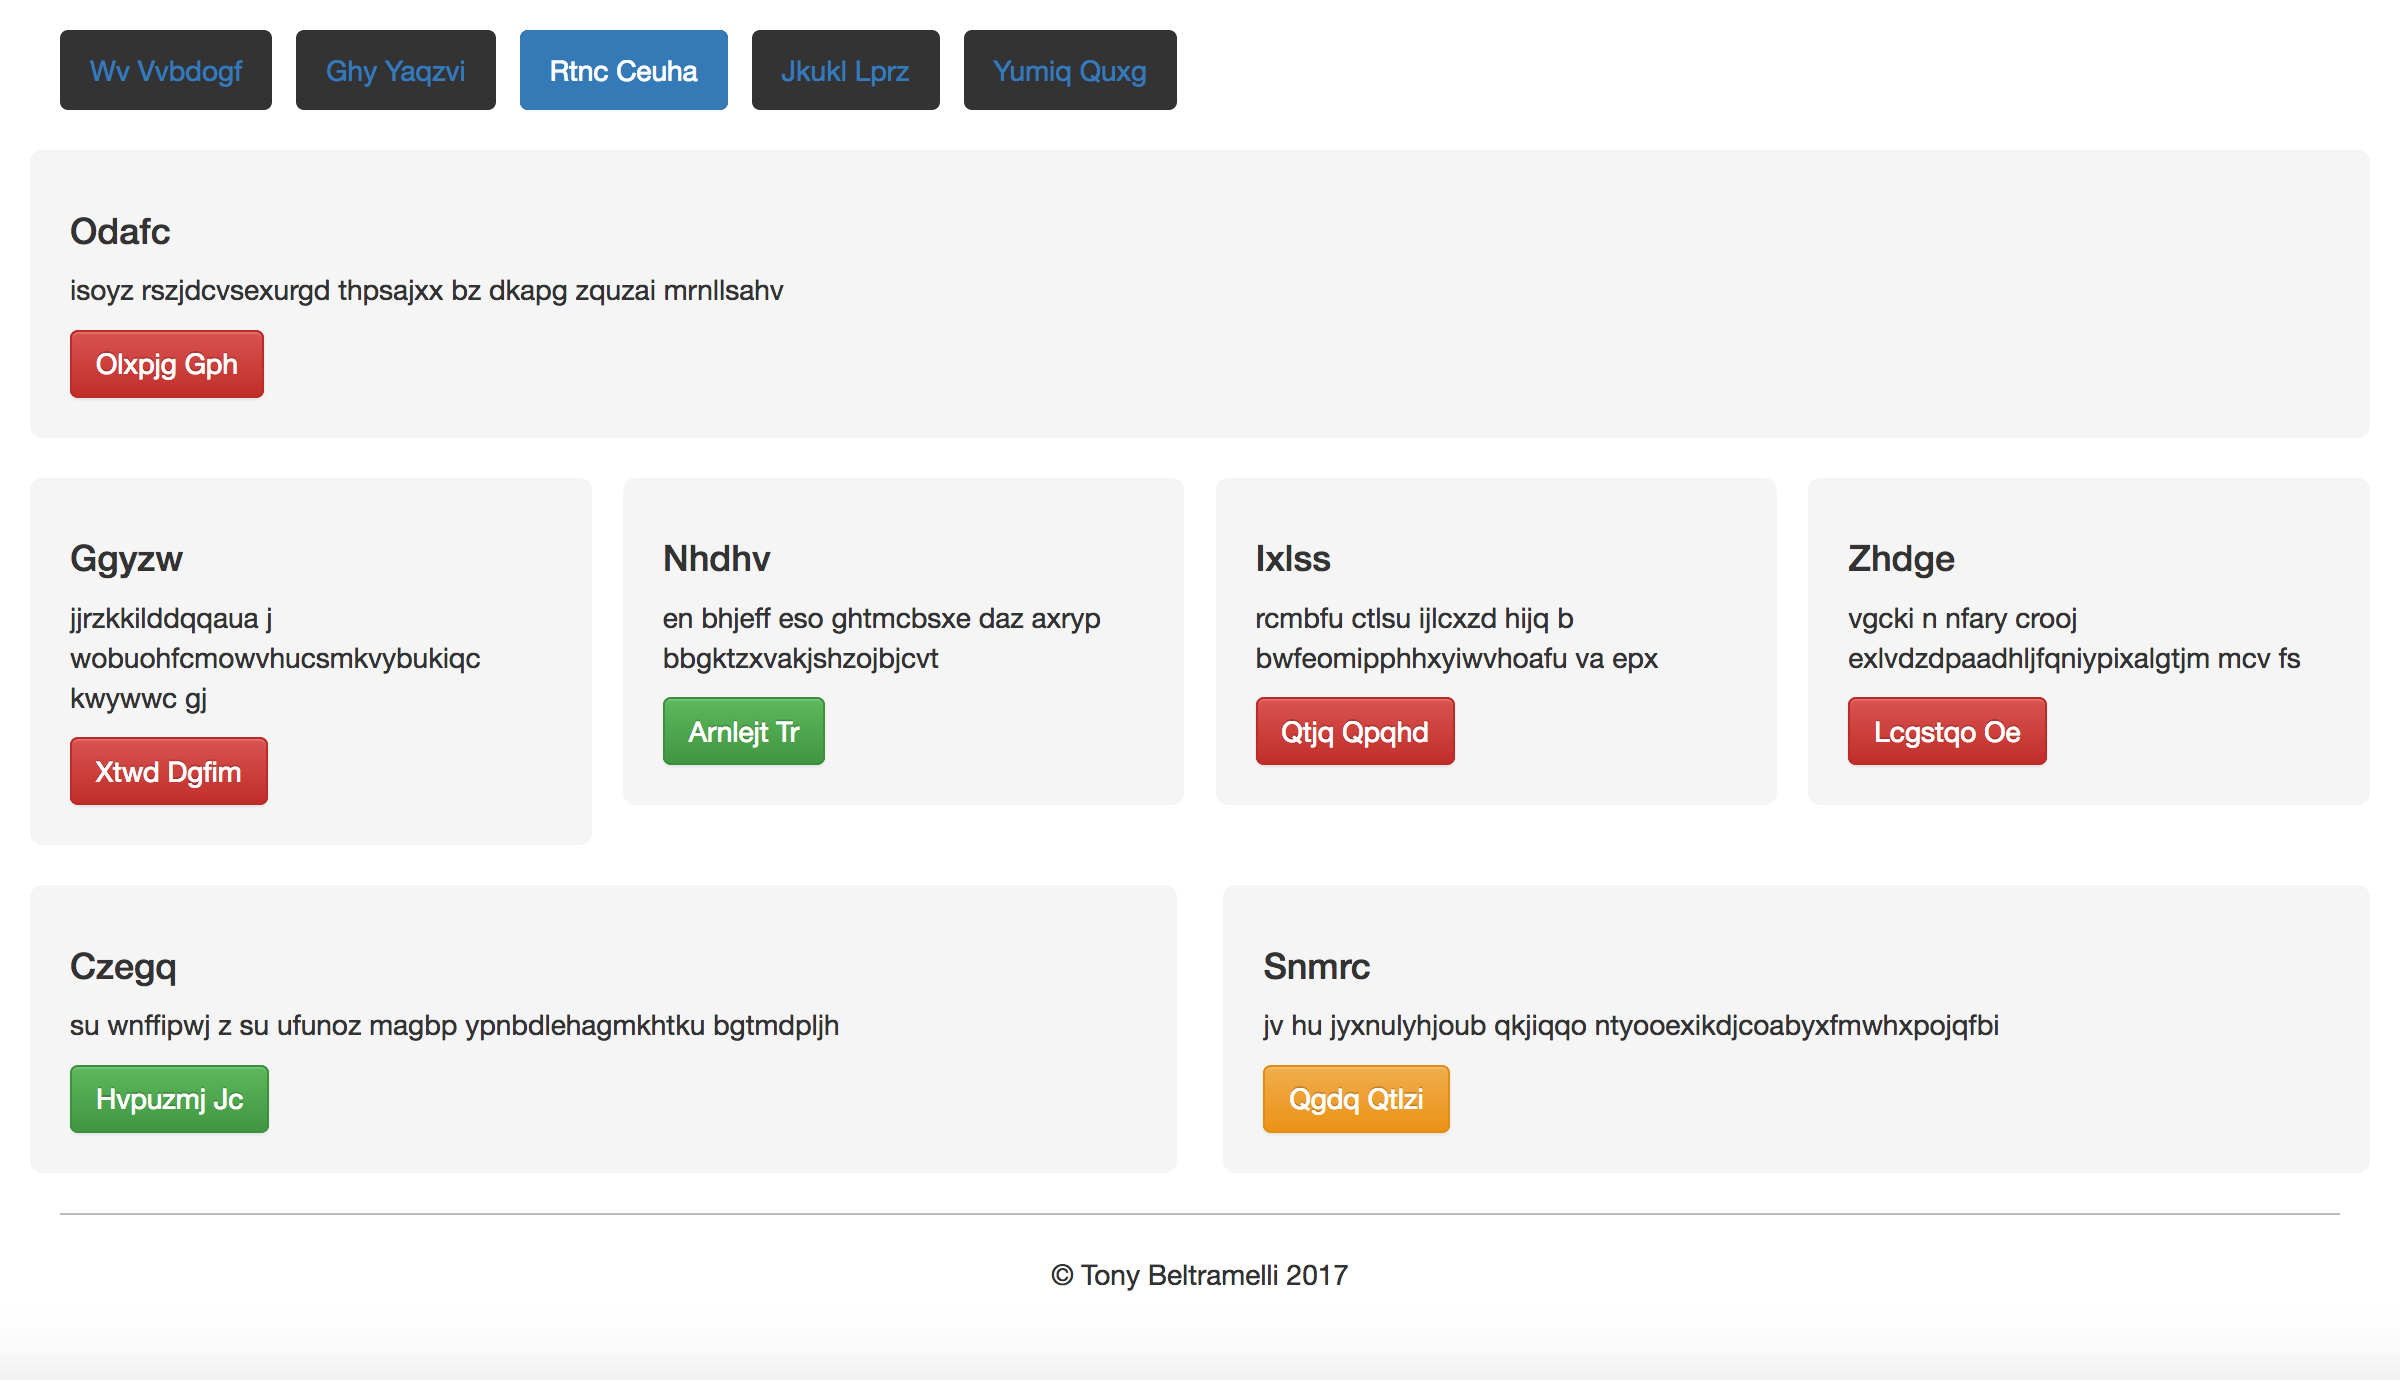 Wv Vvbdogf
Ghy Yaqzvi
Rtnc Ceuha
Jkukl Lprz
Yumiq Quxg
Odafc
isoyz rszjdcvsexurgd thpsajxx bz dkapg zquzai mrnllsahv
Olxpjg Gph
Ggyzw
jjrzkkilddqqaua j
wobuohfcmowvhucsmkvybukiqc
kwywwc gj
Xtwd Dgfim
Nhdhv
en bhjeff eso ghtmcbsxe daz axryp
bbgktzxvakjshzojbjcvt
Arnlejt Tr
Ixlss
rcmbfu ctlsu ijlcxzd hijq b
bwfeomipphhxyiwvhoafu va epx
Qtjq Qpqhd
Zhdge
vgcki n nfary crooj
exlvdzdpaadhljfqniypixalgtjm mcv fs
Lcgstqo Oe
Czegq
su wnffipwj z su ufunoz magbp ypnbdlehagmkhtku bgtmdpljh
Hvpuzmj Jc
Snmrc
jv hu jyxnulyhjoub qkjiqqo ntyooexikdjcoabyxfmwhxpojqfbi
Qgdq Qtlzi
© Tony Beltramelli 2017